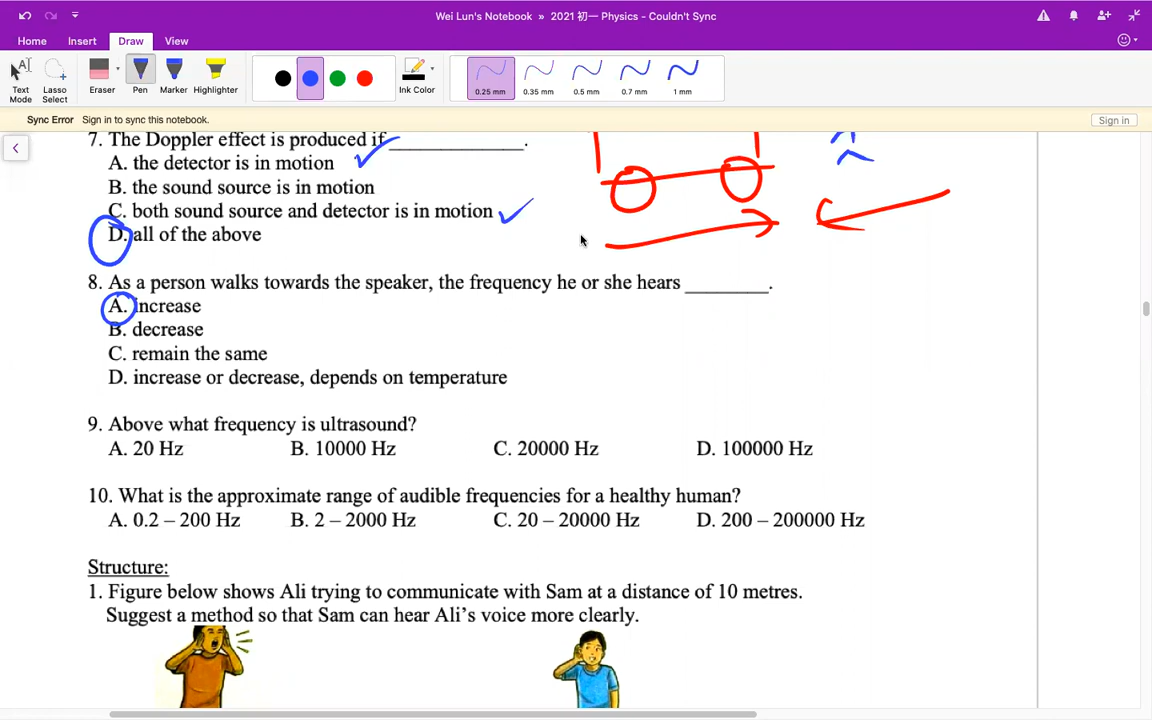 Wei Lun's Notebook » 2021 初一 Physics - Couldn't Sync
Home Insert Draw View
Text Mode
Lasso Select
Eraser
Pen
Marker
Highlighter
Ink Color
0.25 mm 0.35 mm 0.5 mm 0.7 mm 1 mm
Sync Error Sign in to sync this notebook. Sign in
7. The Doppler effect is produced if ____________.
A. the detector is in motion
B. the sound source is in motion
C. both sound source and detector is in motion
D. all of the above
8. As a person walks towards the speaker, the frequency he or she hears ________.
A. increase
B. decrease
C. remain the same
D. increase or decrease, depends on temperature
9. Above what frequency is ultrasound?
A. 20 Hz B. 10000 Hz C. 20000 Hz D. 100000 Hz
10. What is the approximate range of audible frequencies for a healthy human?
A. 0.2 – 200 Hz B. 2 – 2000 Hz C. 20 – 20000 Hz D. 200 – 200000 Hz
Structure:
1. Figure below shows Ali trying to communicate with Sam at a distance of 10 metres.
Suggest a method so that Sam can hear Ali's voice more clearly.